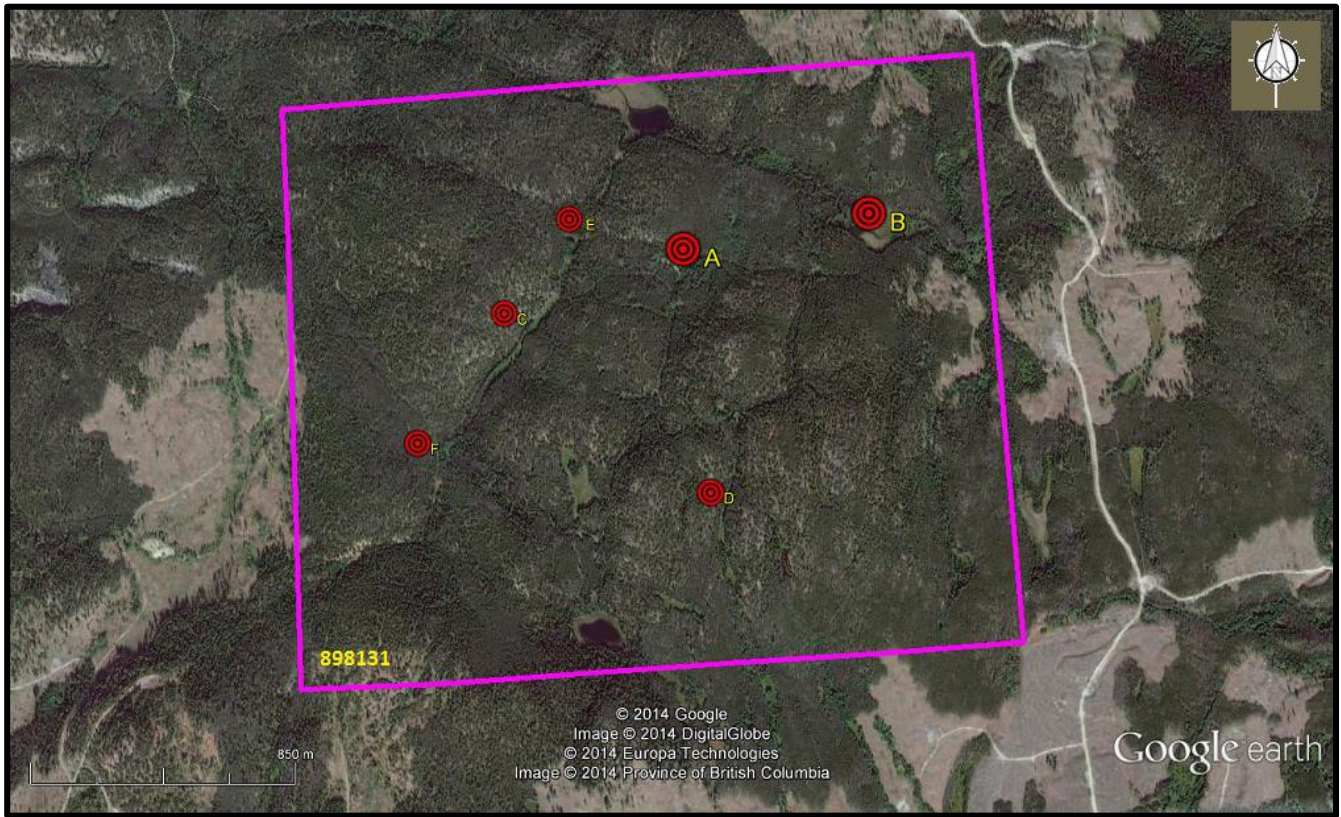 B
E
A
C
F
D
898131
850 m
© 2014 Google
Image © 2014 DigitalGlobe
© 2014 Europa Technologies
Image © 2014 Province of British Columbia
Google earth